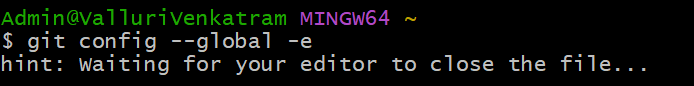 Admin@ValluriVenkatram MINGW64 ~
$ git config --global -e
hint: Waiting for your editor to close the file...